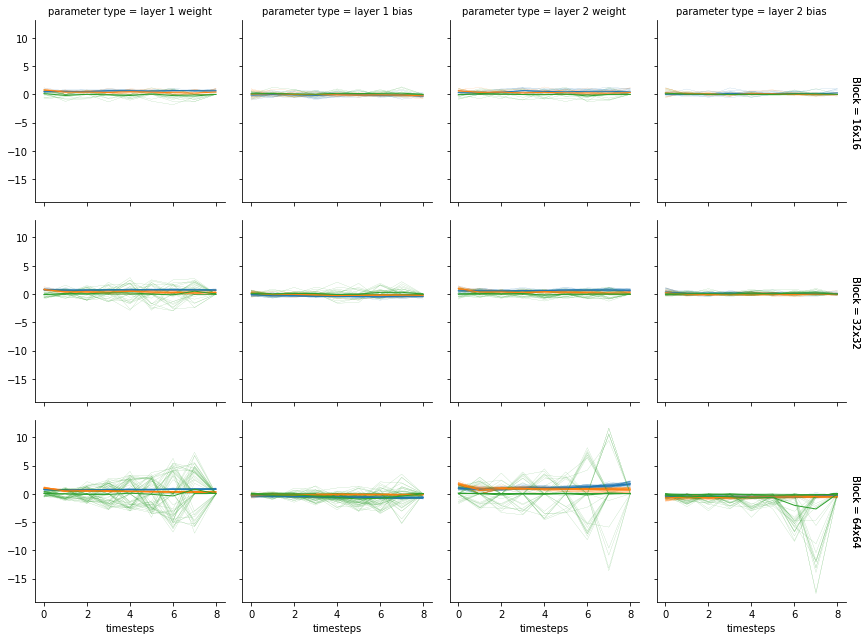 parameter type = layer 1 weight
parameter type = layer 1 bias
parameter type = layer 2 weight
parameter type = layer 2 bias
10
5
0
−5
−10
−15
Block = 16x16
10
5
0
−5
−10
−15
Block = 32x32
10
5
0
−5
−10
−15
Block = 64x64
0 2 4 6 8
0 2 4 6 8
0 2 4 6 8
0 2 4 6 8
timesteps
timesteps
timesteps
timesteps